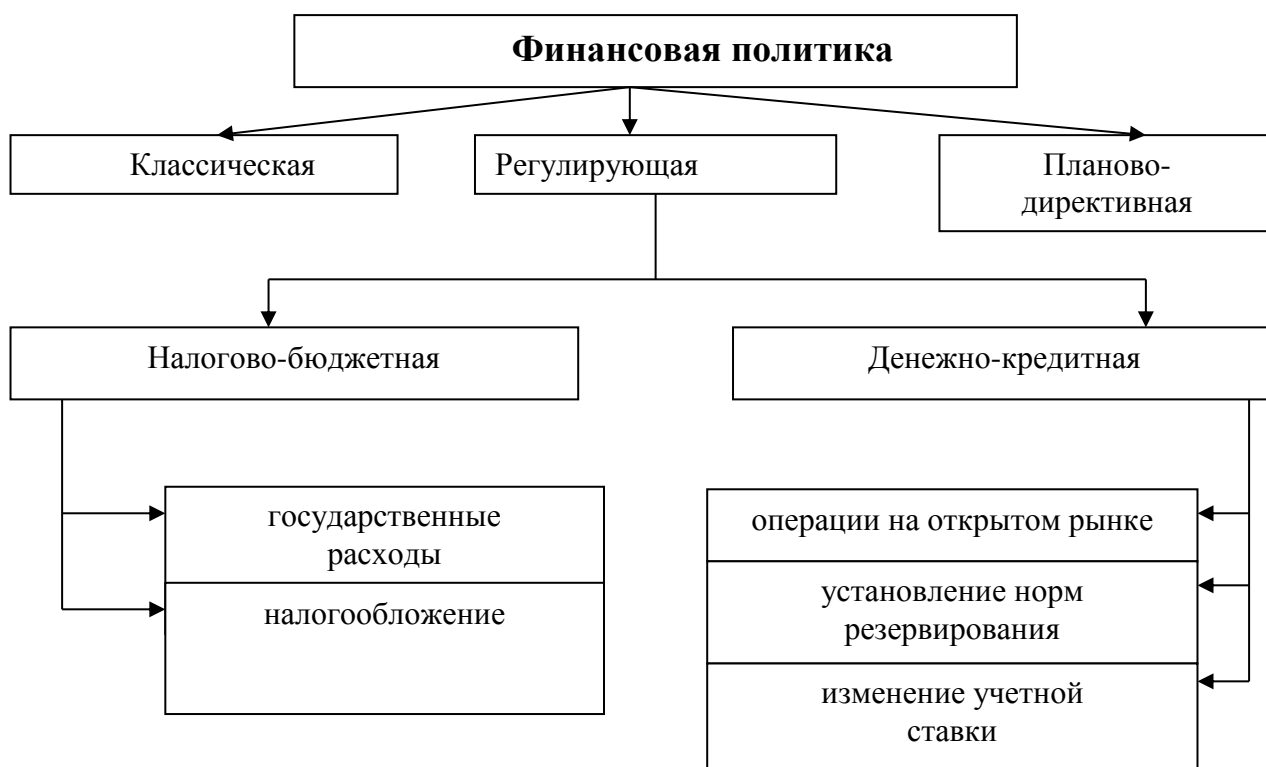 Финансовая политика
Классическая
Регулирующая
Планово-
директивная
Налогово-бюджетная
Денежно-кредитная
государственные
расходы
налогообложение
операции на открытом рынке
установление норм
резервирования
изменение учетной
ставки